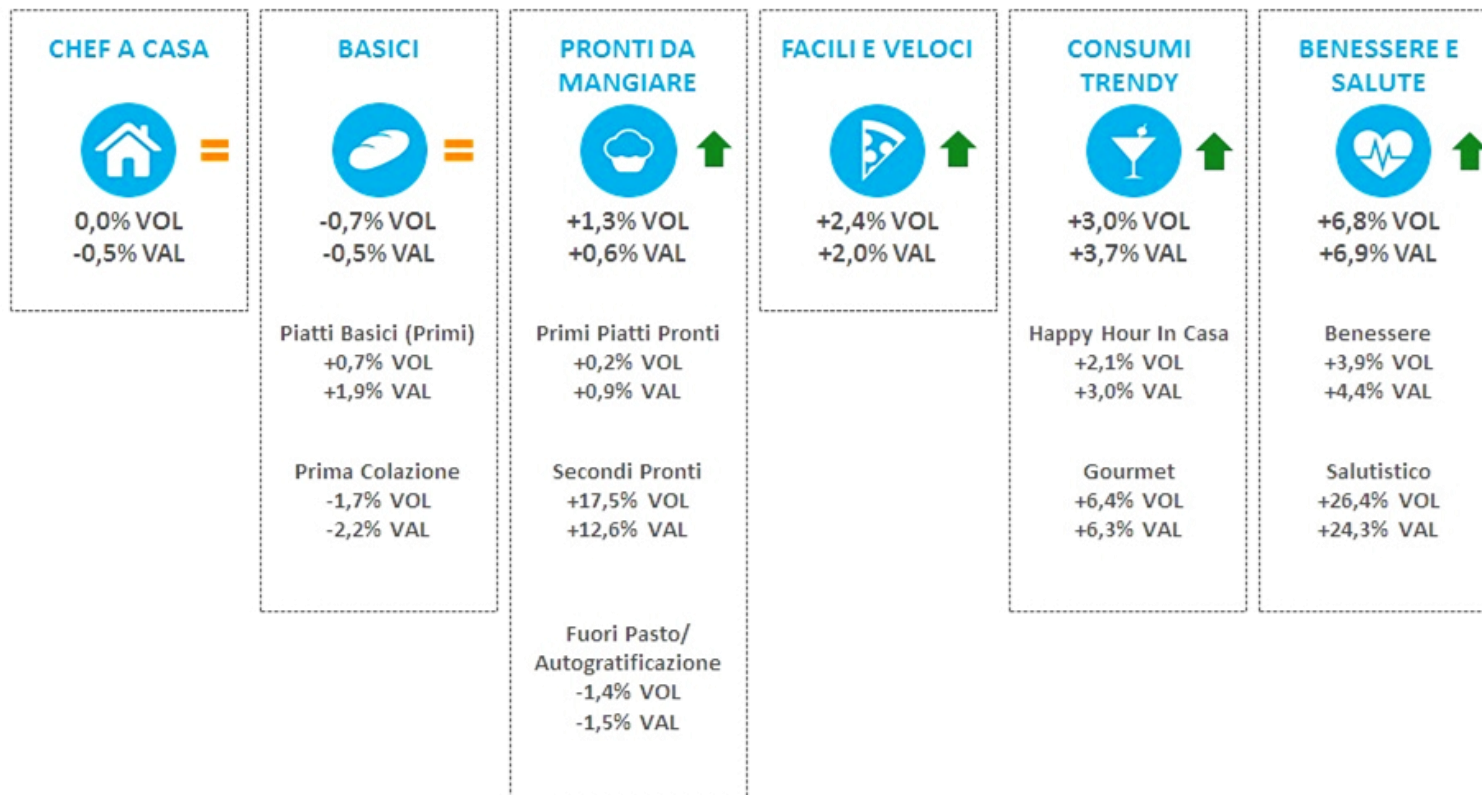 CHEF A CASA
0,0% VOL
-0,5% VAL
BASICI
-0,7% VOL
-0,5% VAL
Piatti Basici (Primi)
+0,7% VOL
+1,9% VAL
Prima Colazione
-1,7% VOL
-2,2% VAL
PRONTI DA
MANGIARE
+1,3% VOL
+0,6% VAL
Primi Piatti Pronti
+0,2% VOL
+0,9% VAL
Secondi Pronti
+17,5% VOL
+12,6% VAL
Fuori Pasto/
Autogratificazione
-1,4% VOL
-1,5% VAL
FACILI E VELOCI
+2,4% VOL
+2,0% VAL
CONSUMI
TRENDY
+3,0% VOL
+3,7% VAL
Happy Hour In Casa
+2,1% VOL
+3,0% VAL
Gourmet
+6,4% VOL
+6,3% VAL
BENESSERE E
SALUTE
+6,8% VOL
+6,9% VAL
Benessere
+3,9% VOL
+4,4% VAL
Salutistico
+26,4% VOL
+24,3% VAL